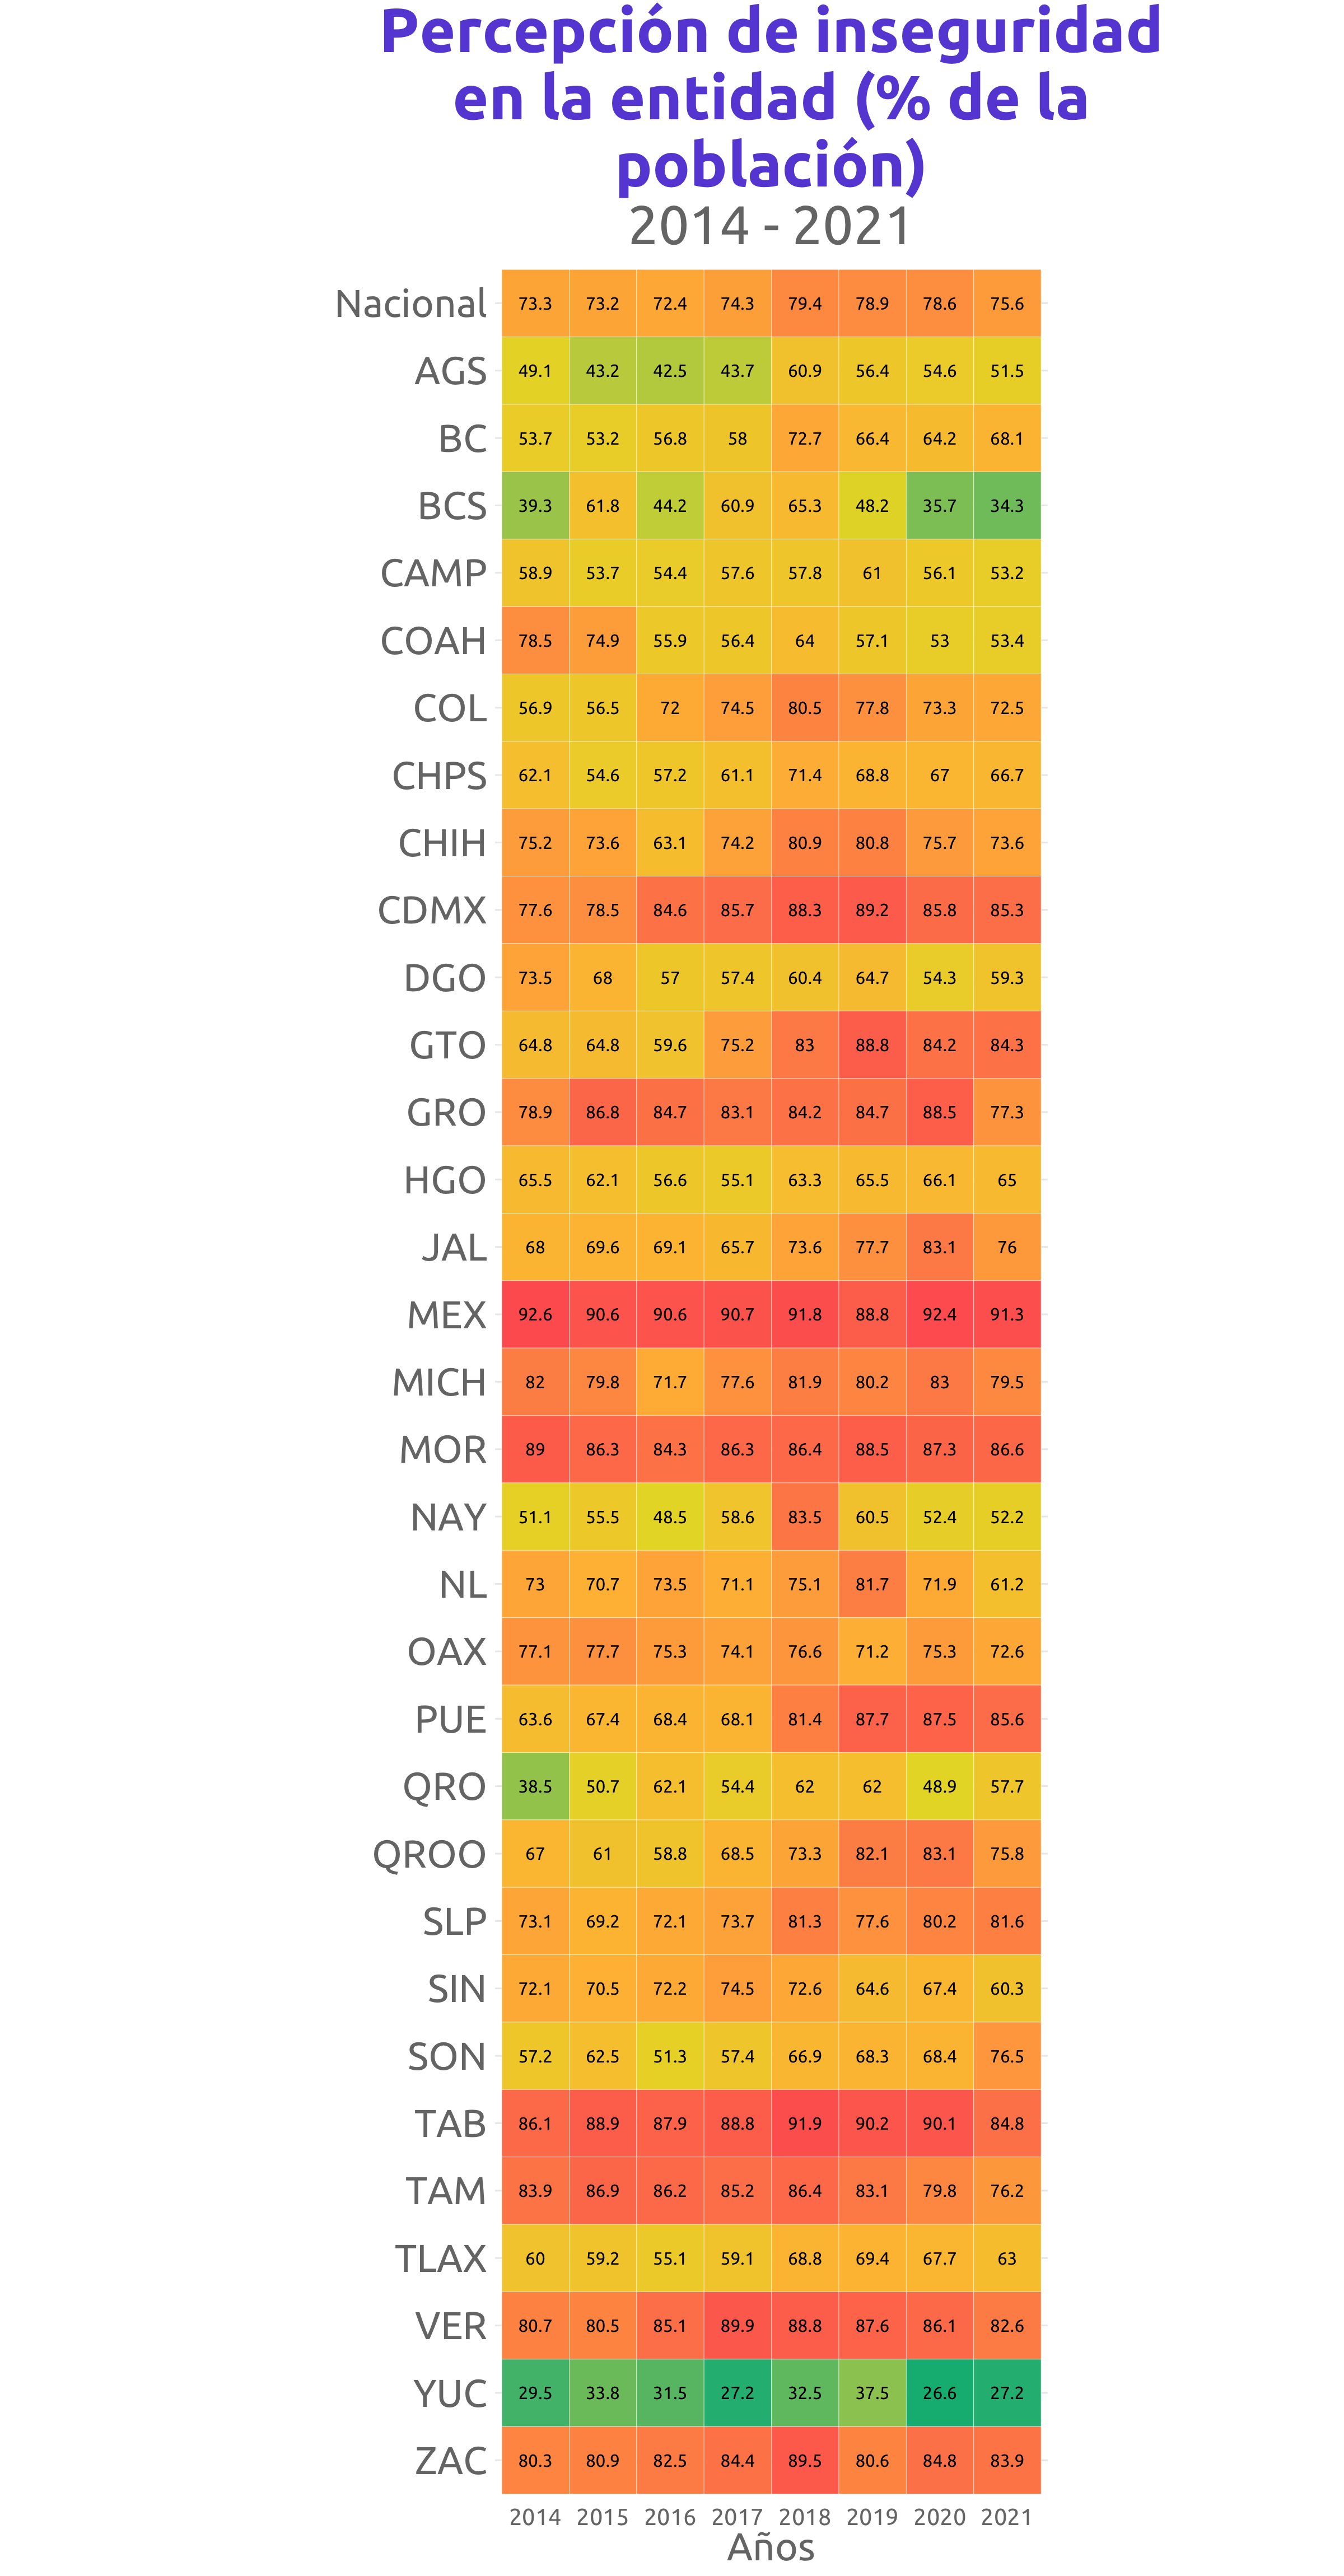 Percepción de inseguridad
en la entidad (% de la
población)
2014 - 2021
Nacional 73.3 73.2 72.4 74.3 79.4 78.9 78.6 75.6
AGS 49.1 43.2 42.5 43.7 60.9 56.4 54.6 51.5
BC 53.7 53.2 56.8 58 72.7 66.4 64.2 68.1
BCS 39.3 61.8 44.2 60.9 65.3 48.2 35.7 34.3
CAMP 58.9 53.7 54.4 57.6 57.8 61 56.1 53.2
COAH 78.5 74.9 55.9 56.4 64 57.1 53 53.4
COL 56.9 56.5 72 74.5 80.5 77.8 73.3 72.5
CHPS 62.1 54.6 57.2 61.1 71.4 68.8 67 66.7
CHIH 75.2 73.6 63.1 74.2 80.9 80.8 75.7 73.6
CDMX 77.6 78.5 84.6 85.7 88.3 89.2 85.8 85.3
DGO 73.5 68 57 57.4 60.4 64.7 54.3 59.3
GTO 64.8 64.8 59.6 75.2 83 88.8 84.2 84.3
GRO 78.9 86.8 84.7 83.1 84.2 84.7 88.5 77.3
HGO 65.5 62.1 56.6 55.1 63.3 65.5 66.1 65
JAL 68 69.6 69.1 65.7 73.6 77.7 83.1 76
MEX 92.6 90.6 90.6 90.7 91.8 88.8 92.4 91.3
MICH 82 79.8 71.7 77.6 81.9 80.2 83 79.5
MOR 89 86.3 84.3 86.3 86.4 88.5 87.3 86.6
NAY 51.1 55.5 48.5 58.6 83.5 60.5 52.4 52.2
NL 73 70.7 73.5 71.1 75.1 81.7 71.9 61.2
OAX 77.1 77.7 75.3 74.1 76.6 71.2 75.3 72.6
PUE 63.6 67.4 68.4 68.1 81.4 87.7 87.5 85.6
QRO 38.5 50.7 62.1 54.4 62 62 48.9 57.7
QROO 67 61 58.8 68.5 73.3 82.1 83.1 75.8
SLP 73.1 69.2 72.1 73.7 81.3 77.6 80.2 81.6
SIN 72.1 70.5 72.2 74.5 72.6 64.6 67.4 60.3
SON 57.2 62.5 51.3 57.4 66.9 68.3 68.4 76.5
TAB 86.1 88.9 87.9 88.8 91.9 90.2 90.1 84.8
TAM 83.9 86.9 86.2 85.2 86.4 83.1 79.8 76.2
TLAX 60 59.2 55.1 59.1 68.8 69.4 67.7 63
VER 80.7 80.5 85.1 89.9 88.8 87.6 86.1 82.6
YUC 29.5 33.8 31.5 27.2 32.5 37.5 26.6 27.2
ZAC 80.3 80.9 82.5 84.4 89.5 80.6 84.8 83.9
2014 2015 2016 2017 2018 2019 2020 2021
Años